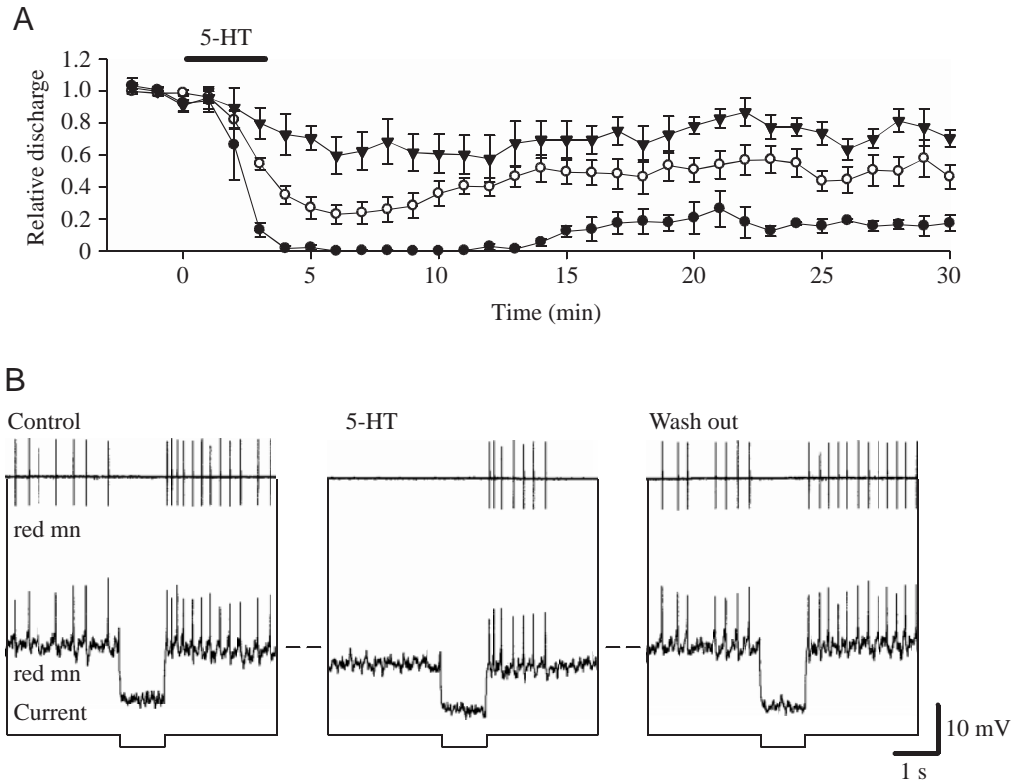 A
5-HT
Relative discharge
1.2
1.0
0.8
0.6
0.4
0.2
0
0 5 10 15 20 25 30
Time (min)
B
Control 5-HT Wash out
red mn
red mn
Current
10 mV
1 s